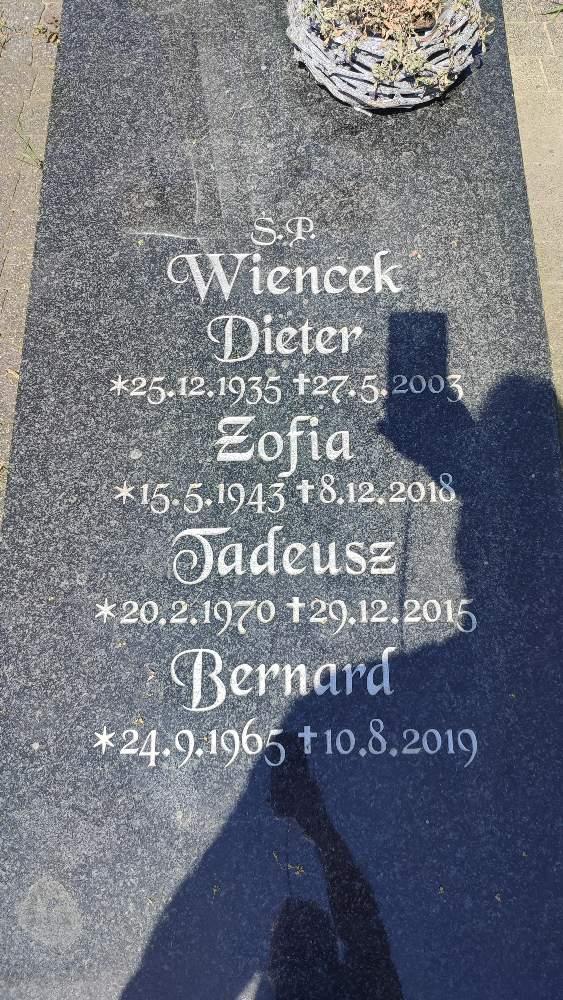 Ś.P.
Wiencek
Dieter
*25.12.1935 †27.5.2003
Zofia
*15.5.1943 †8.12.2018
Tadeusz
*20.2.1970 †29.12.2015
Bernard
*24.9.1965 †10.8.2019